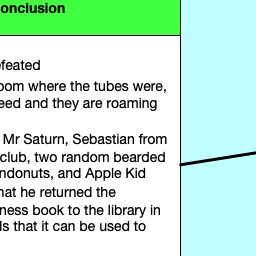 onclusion
feated
oom where the tubes were,
eed and they are roaming
Mr Saturn, Sebastian from
club, two random bearded
ndonuts, and Apple Kid
hat he returned the
ness book to the library in
ls that it can be used to